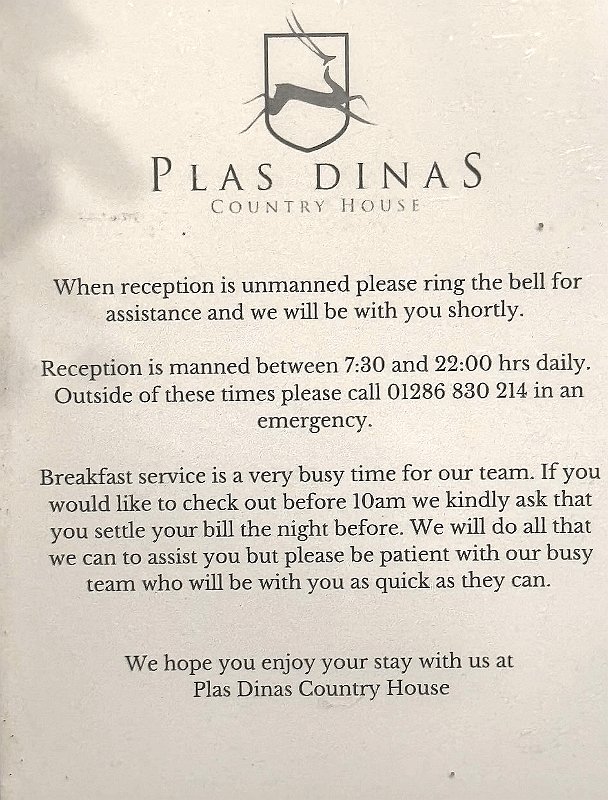 PLAS DINAS
COUNTRY HOUSE
When reception is unmanned please ring the bell for
assistance and we will be with you shortly.
Reception is manned between 7:30 and 22:00 hrs daily.
Outside of these times please call 01286 830 214 in an
emergency.
Breakfast service is a very busy time for our team. If you
would like to check out before 10am we kindly ask that
you settle your bill the night before. We will do all that
we can to assist you but please be patient with our busy
team who will be with you as quick as they can.
We hope you enjoy your stay with us at
Plas Dinas Country House